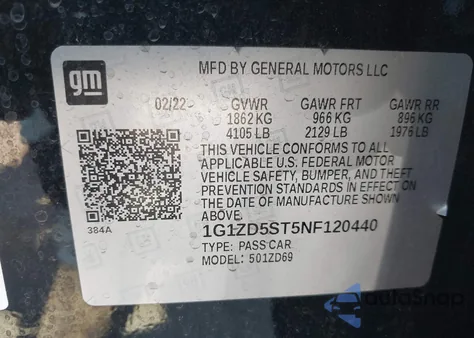 gm
MFD BY GENERAL MOTORS LLC
02/22 GVWR GAWR FRT GAWR RR
1862 KG 966 KG 896 KG
4105 LB 2129 LB 1976 LB
THIS VEHICLE CONFORMS TO ALL
APPLICABLE U.S. FEDERAL MOTOR
VEHICLE SAFETY, BUMPER, AND THEFT
PREVENTION STANDARDS IN EFFECT ON
THE DATE OF MANUFACTURE SHOWN
ABOVE.
384A
1G1ZD5ST5NF120440
TYPE: PASS CAR
MODEL: 501ZD69
autoSnap